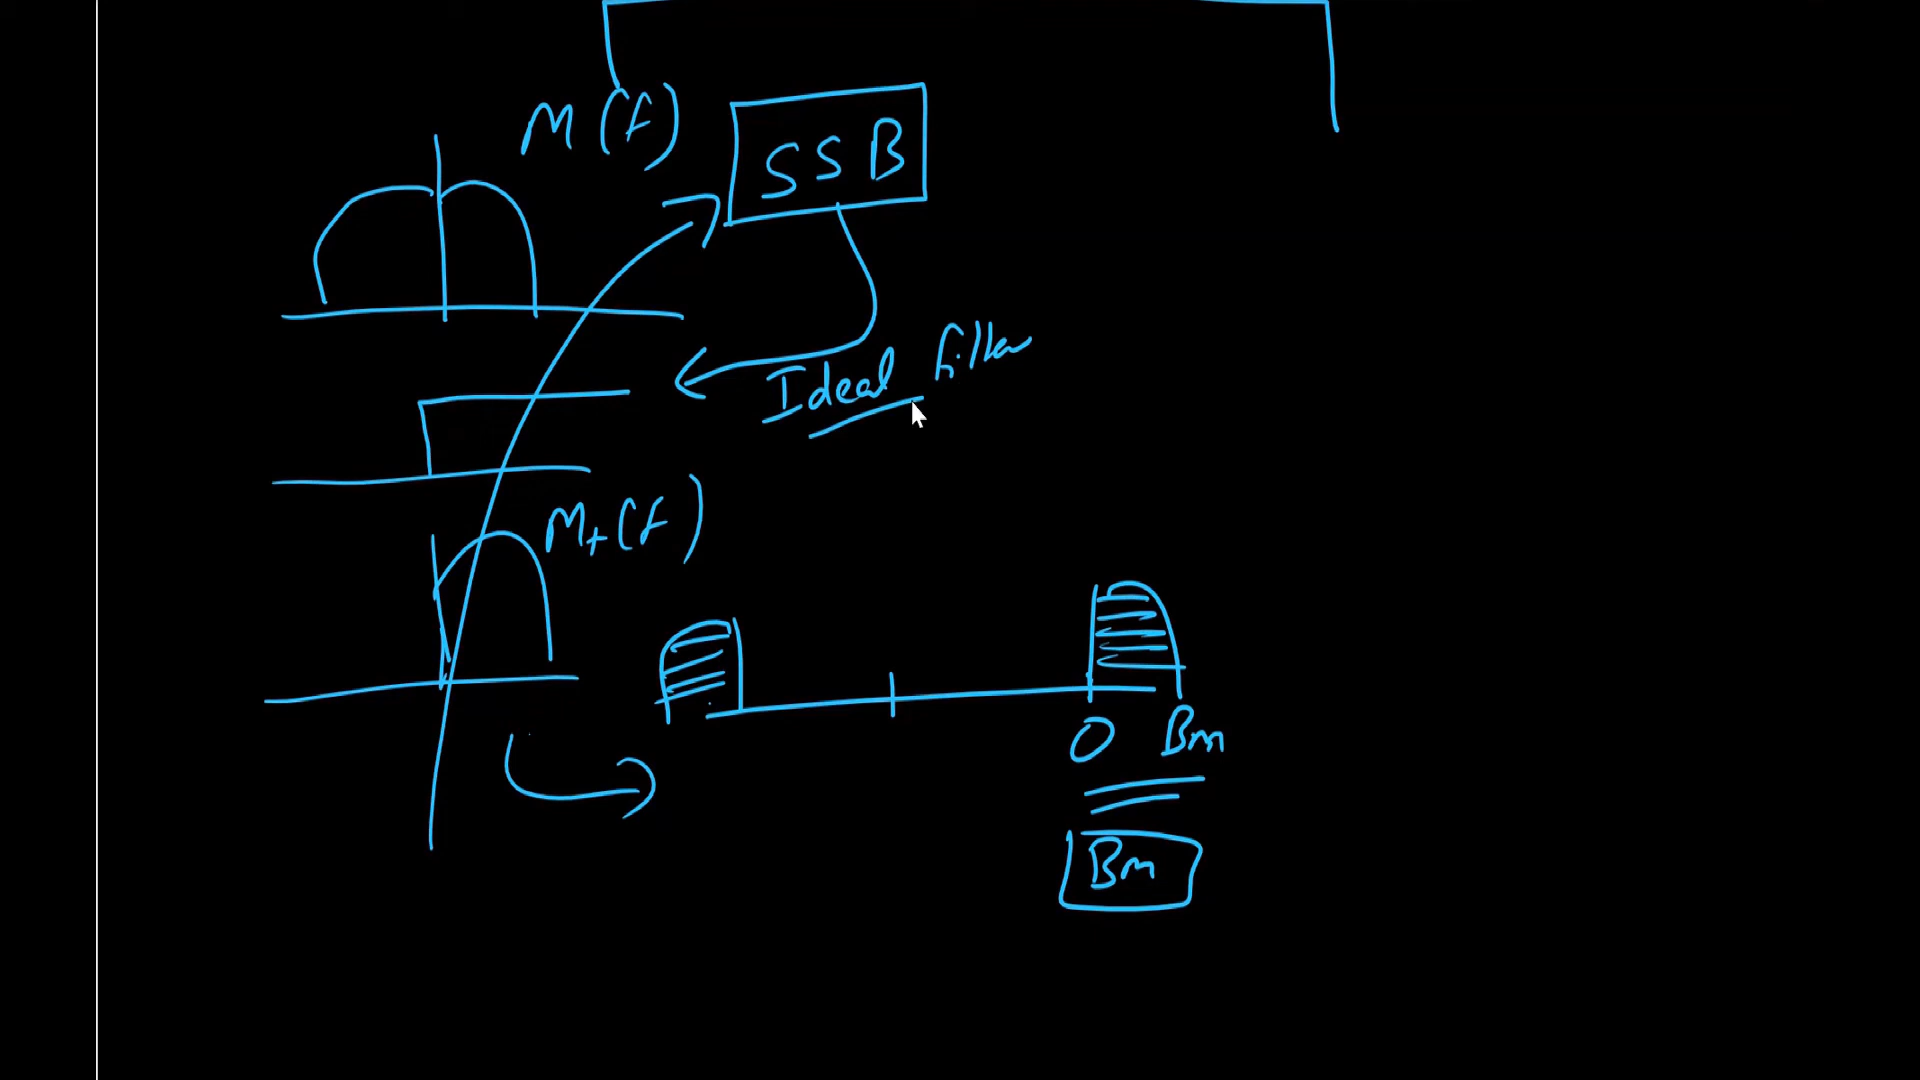 M(f)
SSB
Ideal filter
M+(f)
0 Bm
Bm